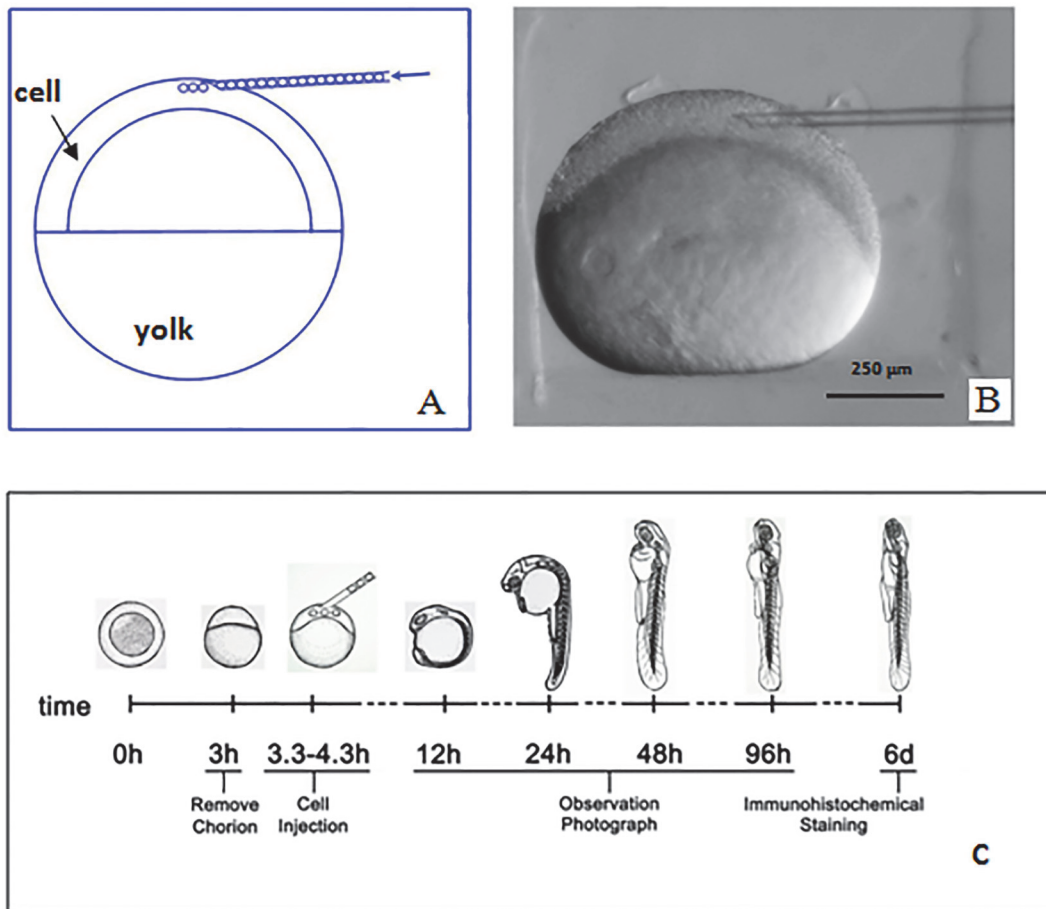 cell
yolk
A
250 µm
B
time
0h 3h 3.3-4.3h 12h 24h 48h 96h 6d
Remove Cell Observation Immunohistochemical
Chorion Injection Photograph Staining
C